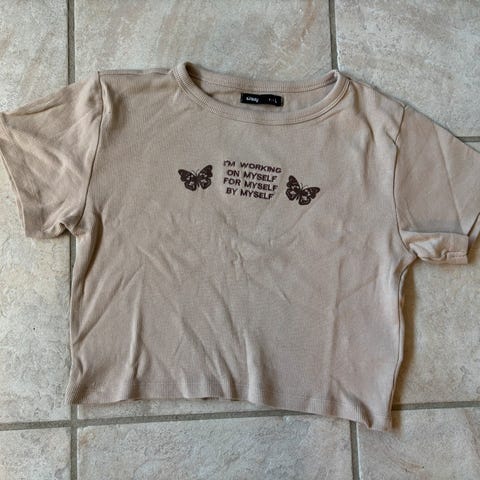 I'M WORKING
ON MYSELF
FOR MYSELF
BY MYSELF